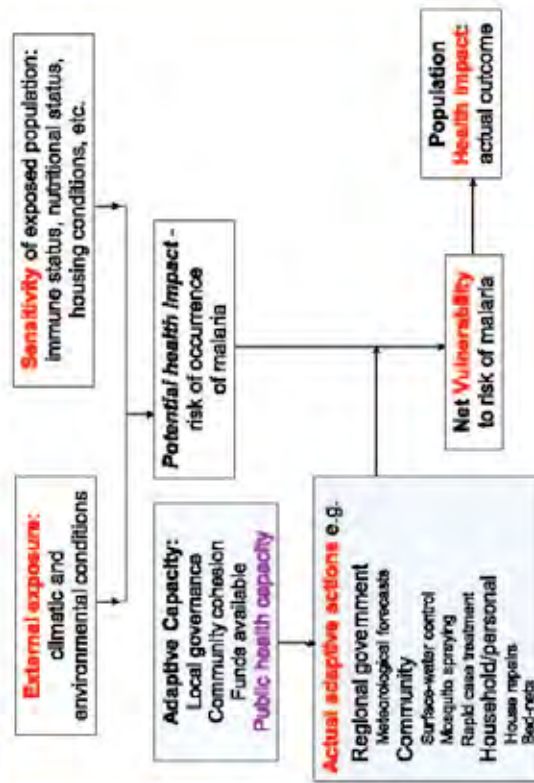 External exposure:
climatic and
environmental conditions
Sensitivity of exposed population:
immune status, nutritional status,
housing conditions, etc.
Potential health impact -
risk of occurrence
of malaria
Adaptive Capacity:
Local governance
Community cohesion
Funds available
Public health capacity
Actual adaptive actions e.g.
Regional government
Meteorological forecasts
Community
Surface-water control
Mosquito spraying
Rapid case treatment
Household/personal
House repairs
Bed-nets
Net Vulnerability
to risk of malaria
Population
Health Impact:
actual outcome